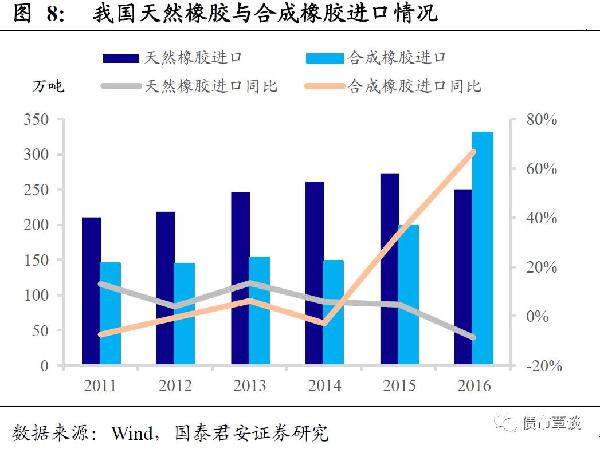 图 8： 我国天然橡胶与合成橡胶进口情况
天然橡胶进口 合成橡胶进口
万吨 天然橡胶进口同比 合成橡胶进口同比
350 80%
300 60%
250
200 40%
150 20%
100 0%
50
0 -20%
2011 2012 2013 2014 2015 2016
数据来源：Wind，国泰君安证券研究
债市覃谈